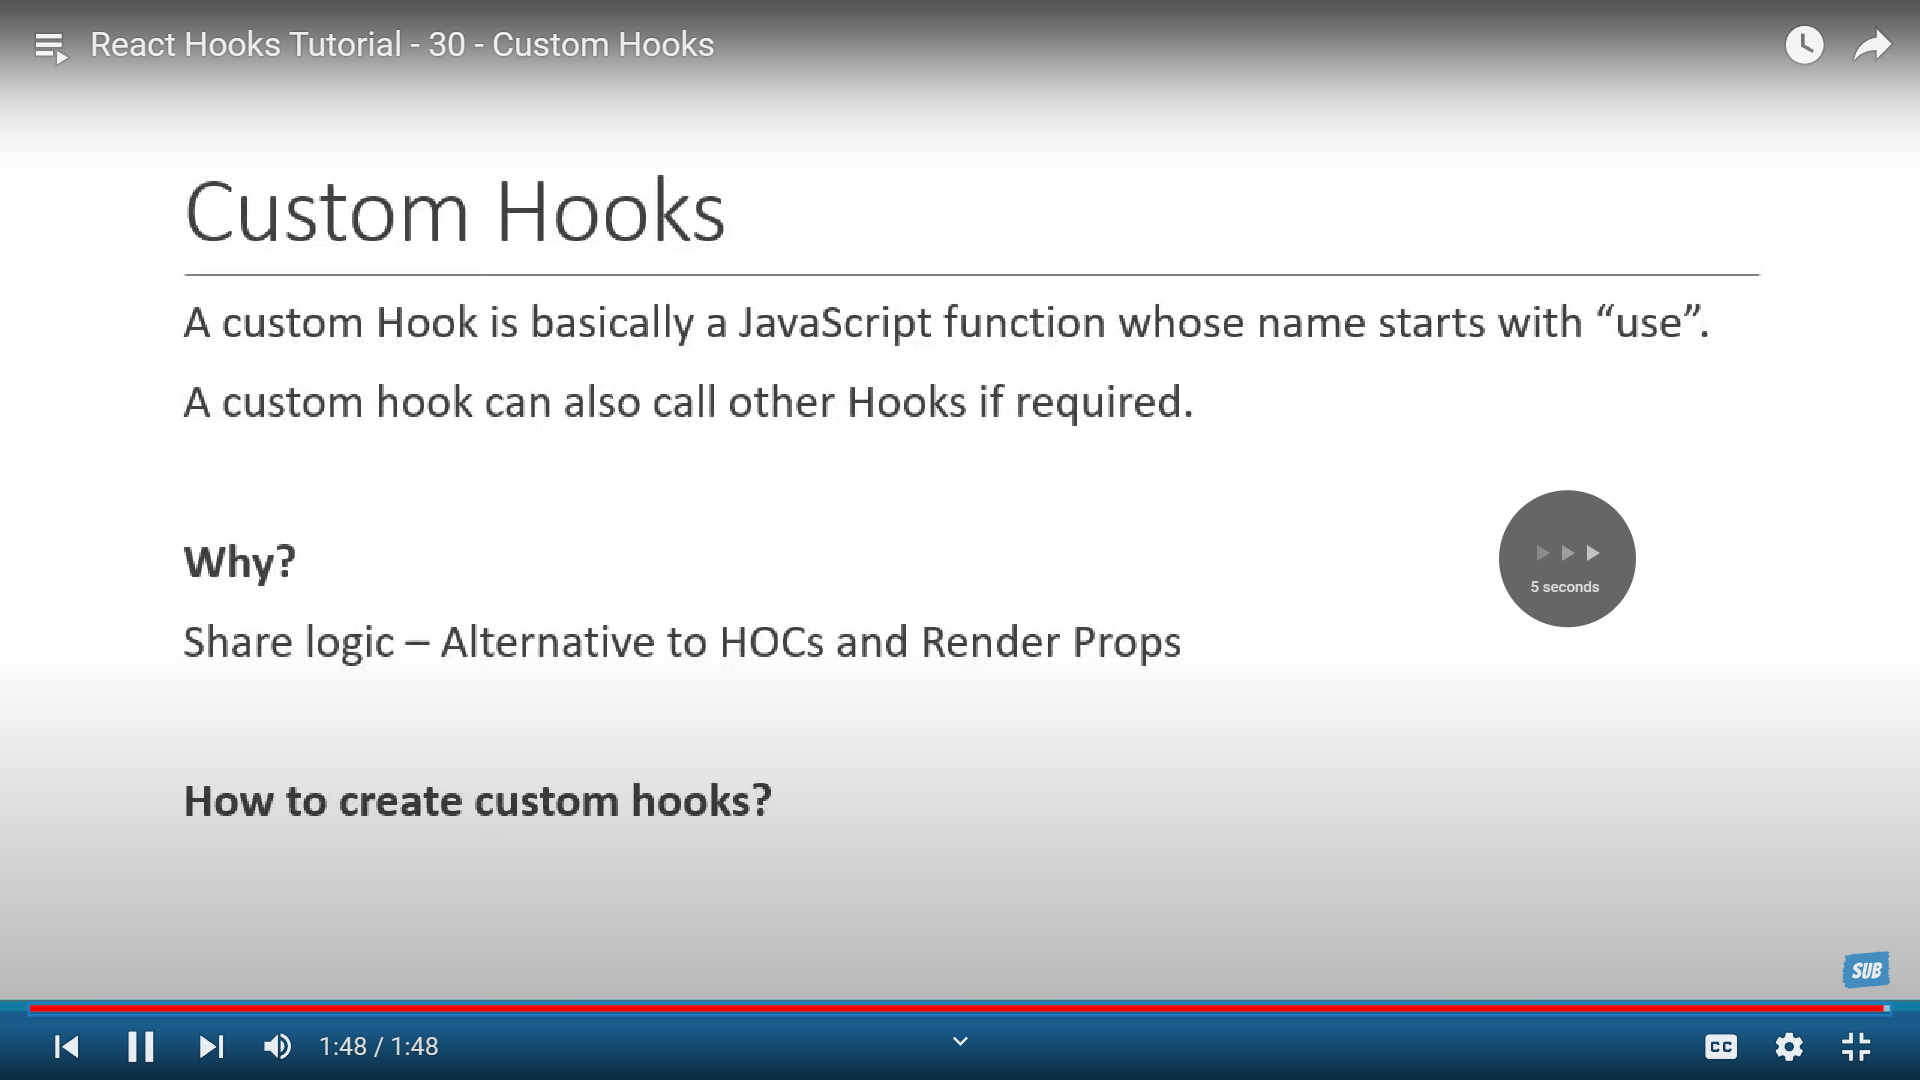 React Hooks Tutorial - 30 - Custom Hooks
Custom Hooks
A custom Hook is basically a JavaScript function whose name starts with “use”.
A custom hook can also call other Hooks if required.
Why?
5 seconds
Share logic – Alternative to HOCs and Render Props
How to create custom hooks?
SUB
1:48 / 1:48
CC